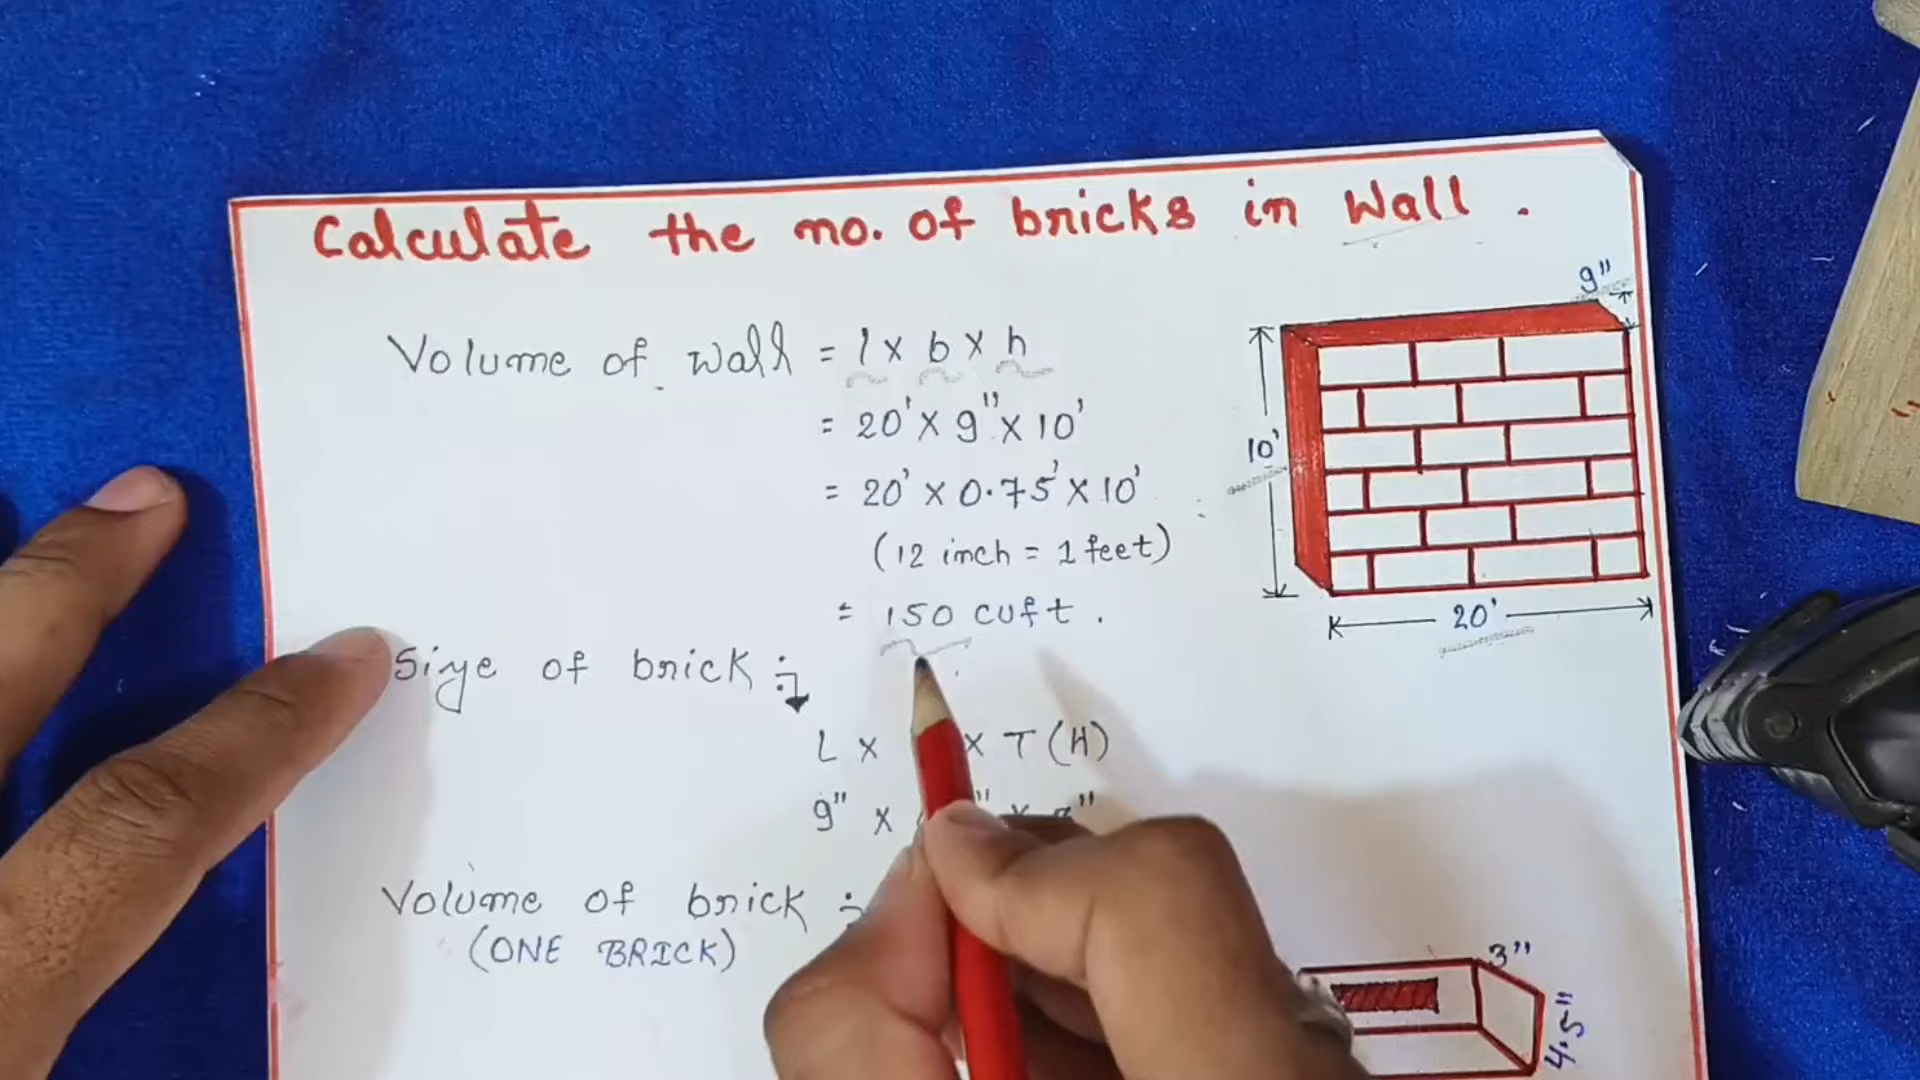 Calculate the no. of bricks in Wall .
9"
Volume of wall = l x b x h
= 20' x 9" x 10'
= 20' x 0.75' x 10'
(12 inch = 1 feet)
= 150 cuft .
10'
20'
Size of brick :-
L x x T (H)
9" x " x "
Volume of brick :-
(ONE BRICK)
3"
4.5"